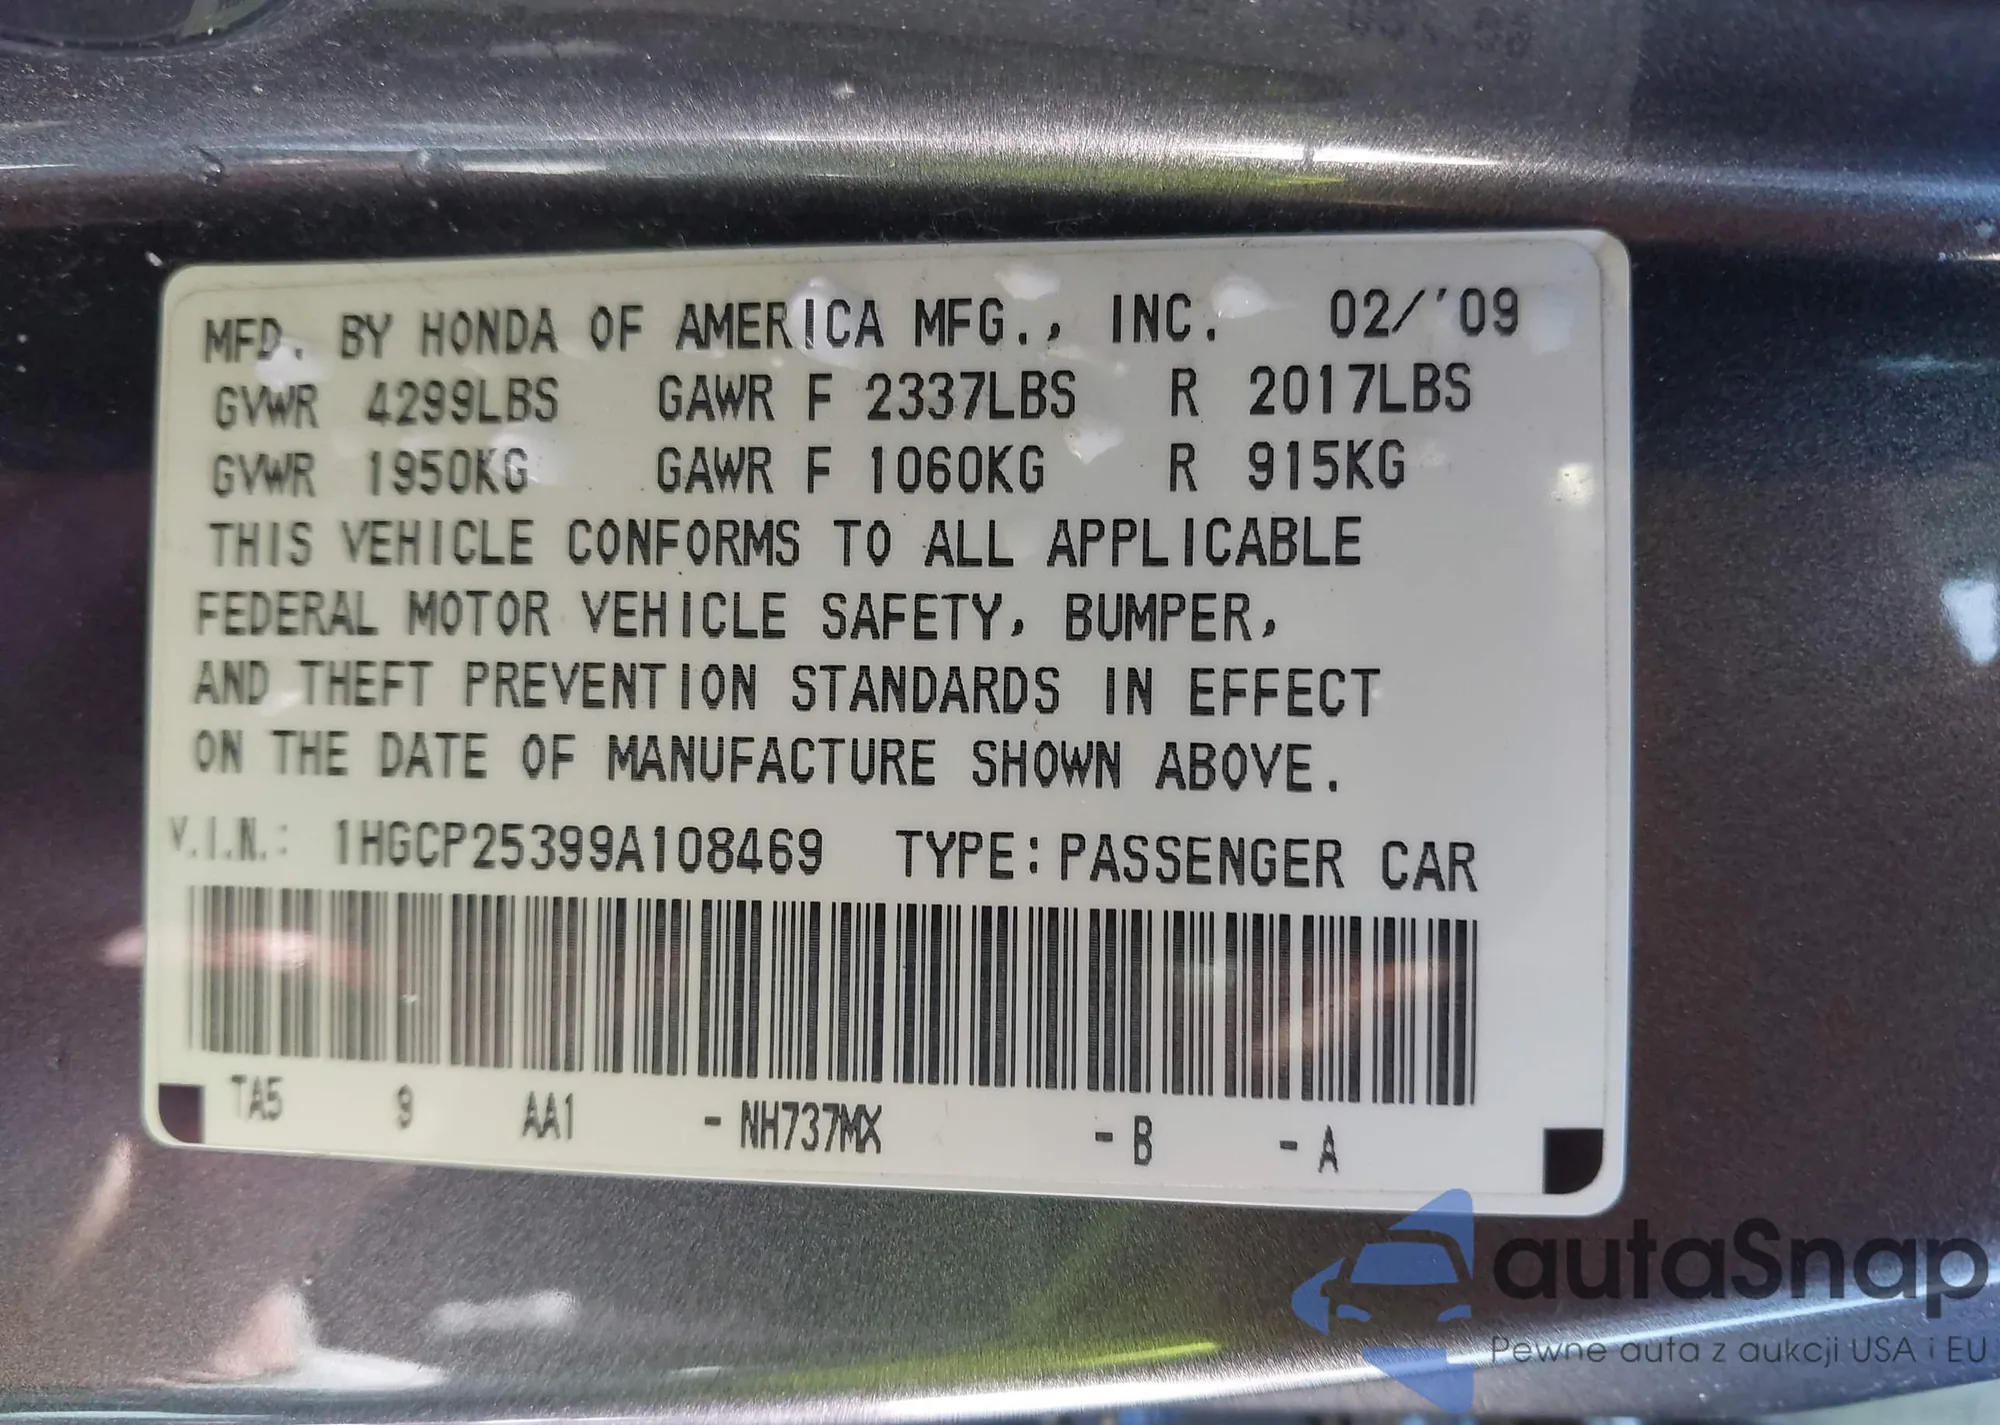 MFD. BY HONDA OF AMERICA MFG., INC. 02/'09
GVWR 4299LBS GAWR F 2337LBS R 2017LBS
GVWR 1950KG GAWR F 1060KG R 915KG
THIS VEHICLE CONFORMS TO ALL APPLICABLE
FEDERAL MOTOR VEHICLE SAFETY, BUMPER,
AND THEFT PREVENTION STANDARDS IN EFFECT
ON THE DATE OF MANUFACTURE SHOWN ABOVE.
V.I.N.: 1HGCP25399A108469 TYPE: PASSENGER CAR
TA5 9 AA1 - NH737MX - B - A
autaSnap
Pewne auta z aukcji USA i EU